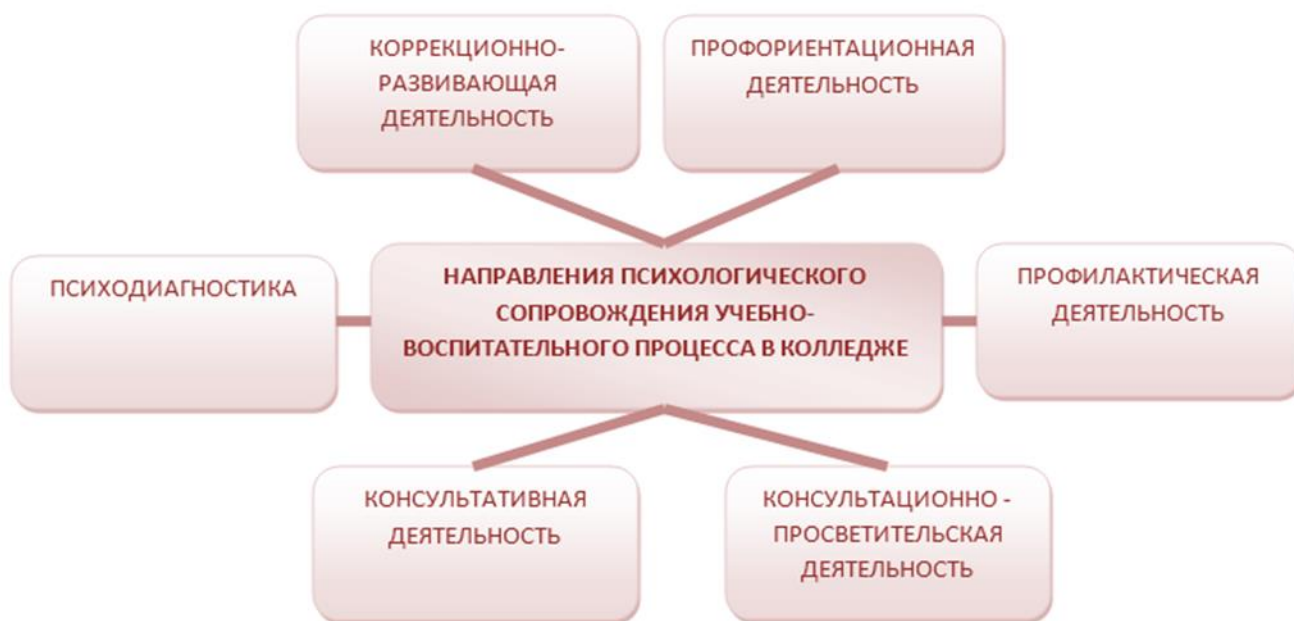 КОРРЕКЦИОННО-
РАЗВИВАЮЩАЯ
ДЕЯТЕЛЬНОСТЬ
ПРОФОРИЕНТАЦИОННАЯ
ДЕЯТЕЛЬНОСТЬ
ПСИХОДИАГНОСТИКА
НАПРАВЛЕНИЯ ПСИХОЛОГИЧЕСКОГО
СОПРОВОЖДЕНИЯ УЧЕБНО-
ВОСПИТАТЕЛЬНОГО ПРОЦЕССА В КОЛЛЕДЖЕ
ПРОФИЛАКТИЧЕСКАЯ
ДЕЯТЕЛЬНОСТЬ
КОНСУЛЬТАТИВНАЯ
ДЕЯТЕЛЬНОСТЬ
КОНСУЛЬТАЦИОННО -
ПРОСВЕТИТЕЛЬСКАЯ
ДЕЯТЕЛЬНОСТЬ